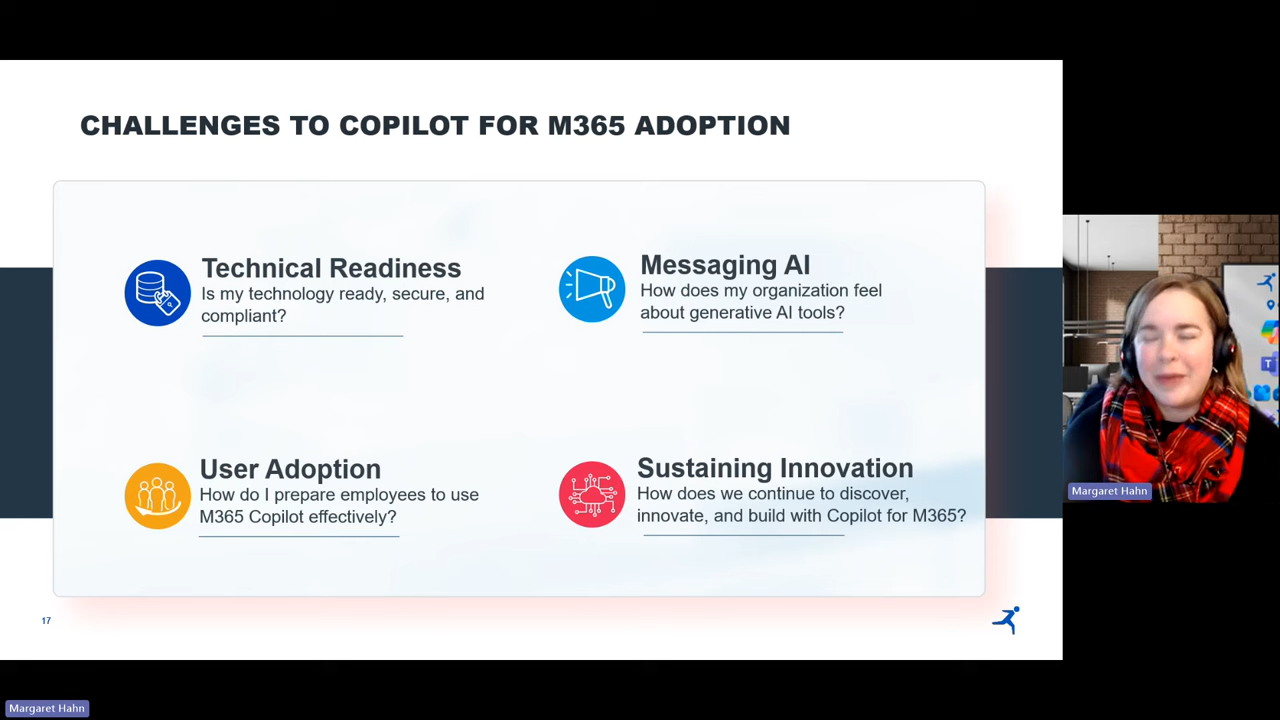 CHALLENGES TO COPILOT FOR M365 ADOPTION
Technical Readiness
Is my technology ready, secure, and
compliant?
Messaging AI
How does my organization feel
about generative AI tools?
User Adoption
How do I prepare employees to use
M365 Copilot effectively?
Sustaining Innovation
How does we continue to discover,
innovate, and build with Copilot for M365?
17
T
Margaret Hahn
Margaret Hahn